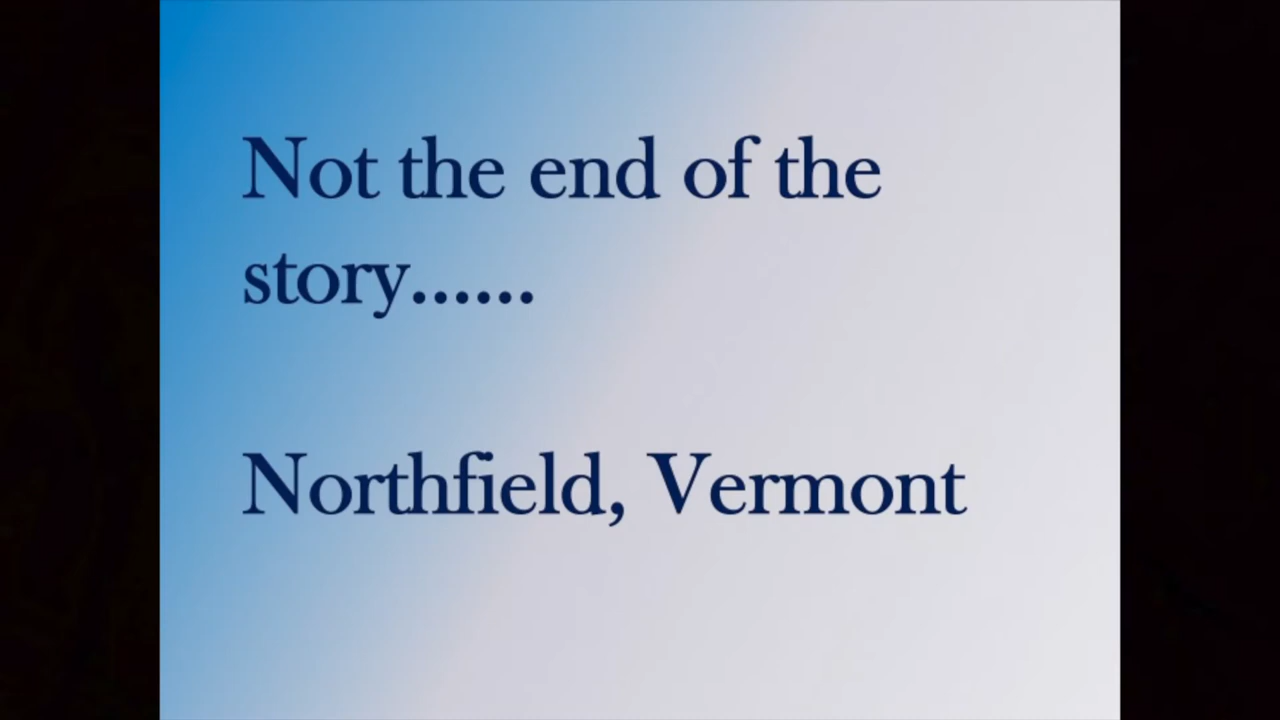 Not the end of the
story......
Northfield, Vermont